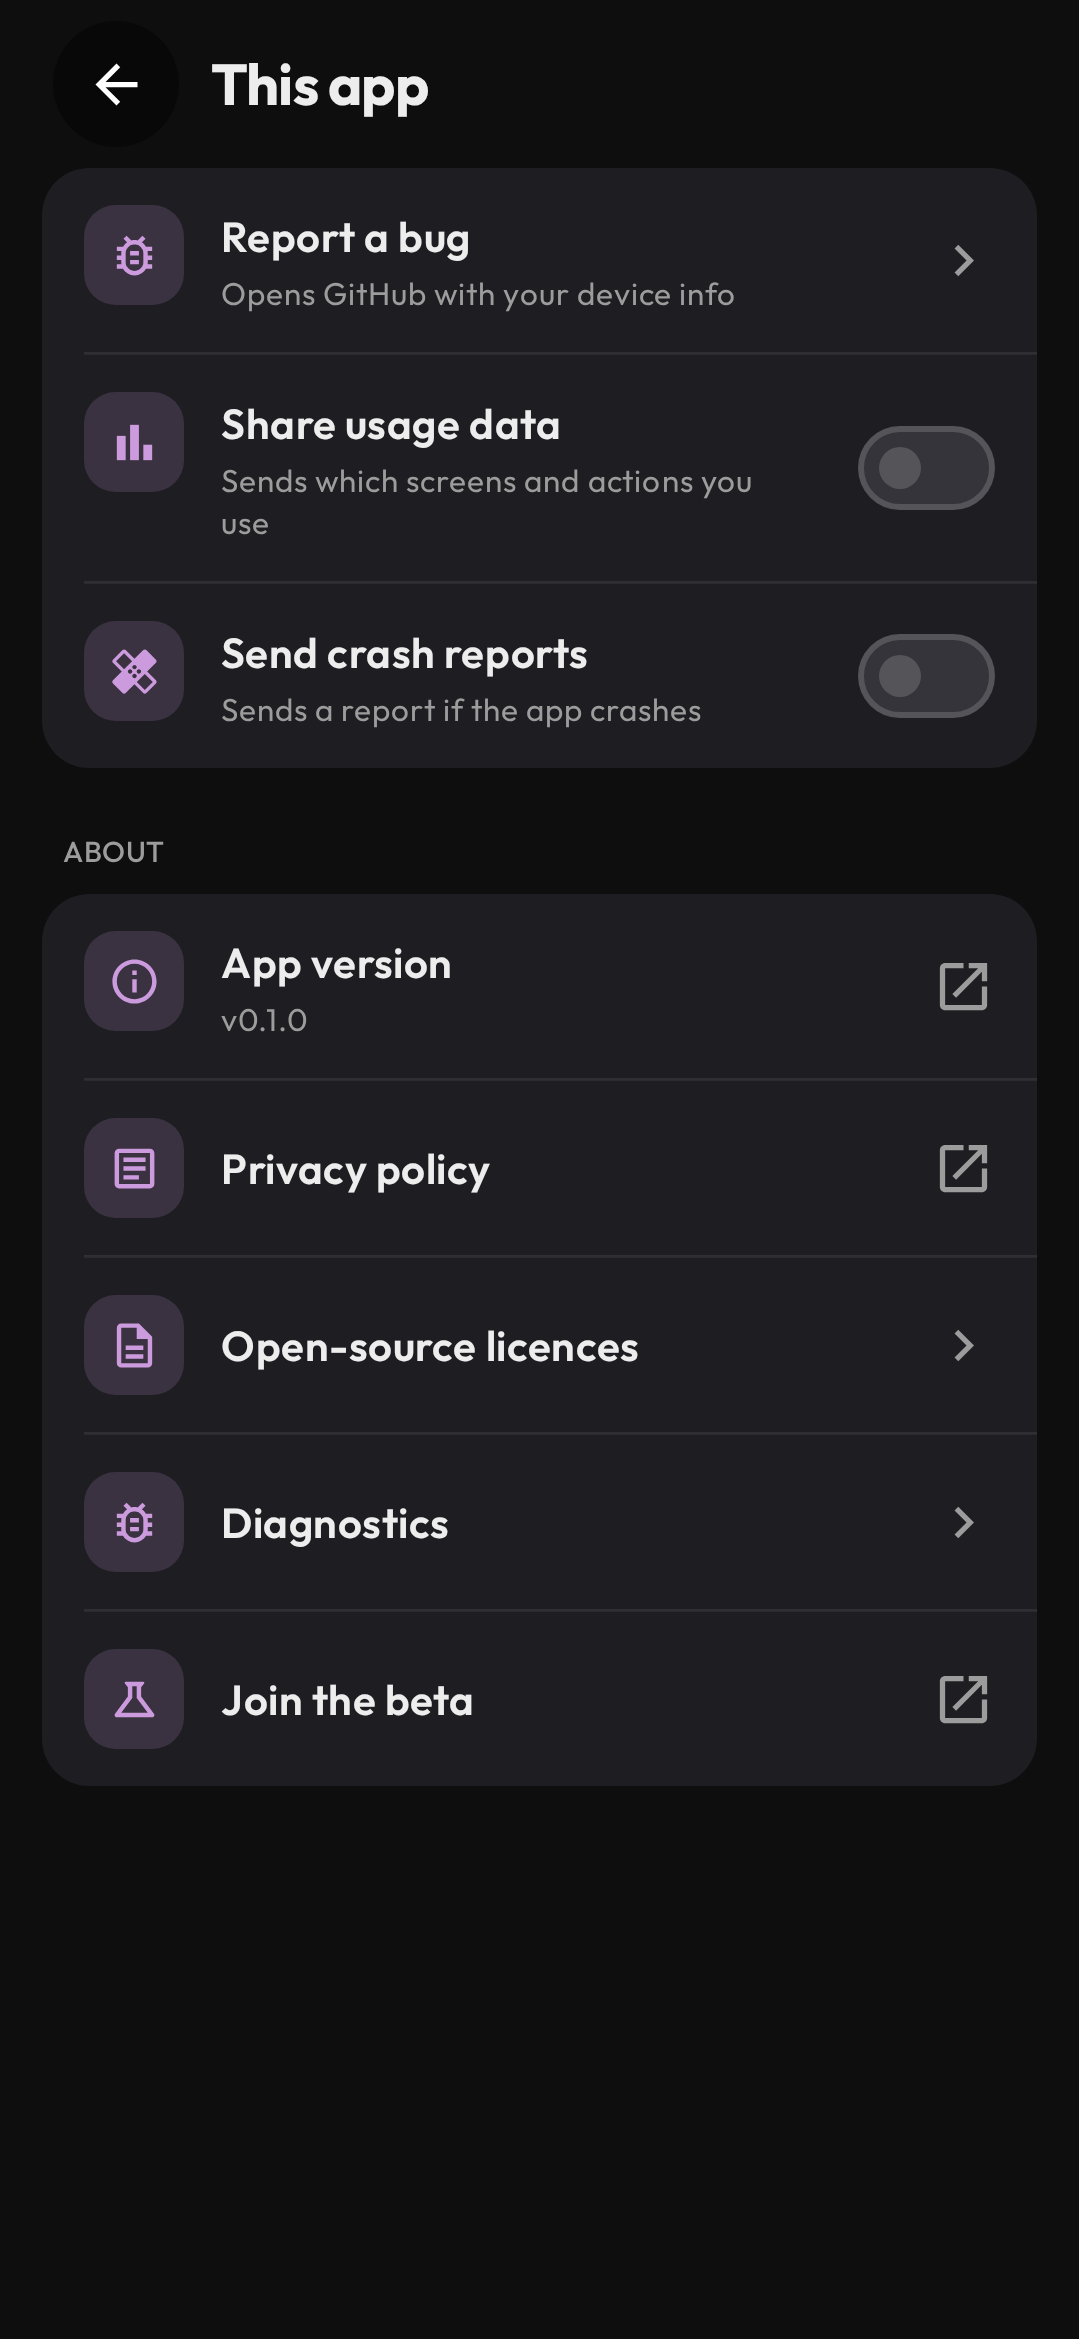 This app
Report a bug
Opens GitHub with your device info
Share usage data
Sends which screens and actions you
use
Send crash reports
Sends a report if the app crashes
ABOUT
App version
v0.1.0
Privacy policy
Open-source licences
Diagnostics
Join the beta